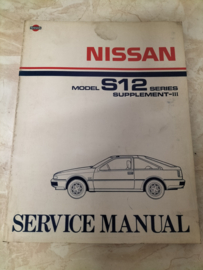 NISSAN
MODEL S12 SERIES
SUPPLEMENT-III
SERVICE MANUAL